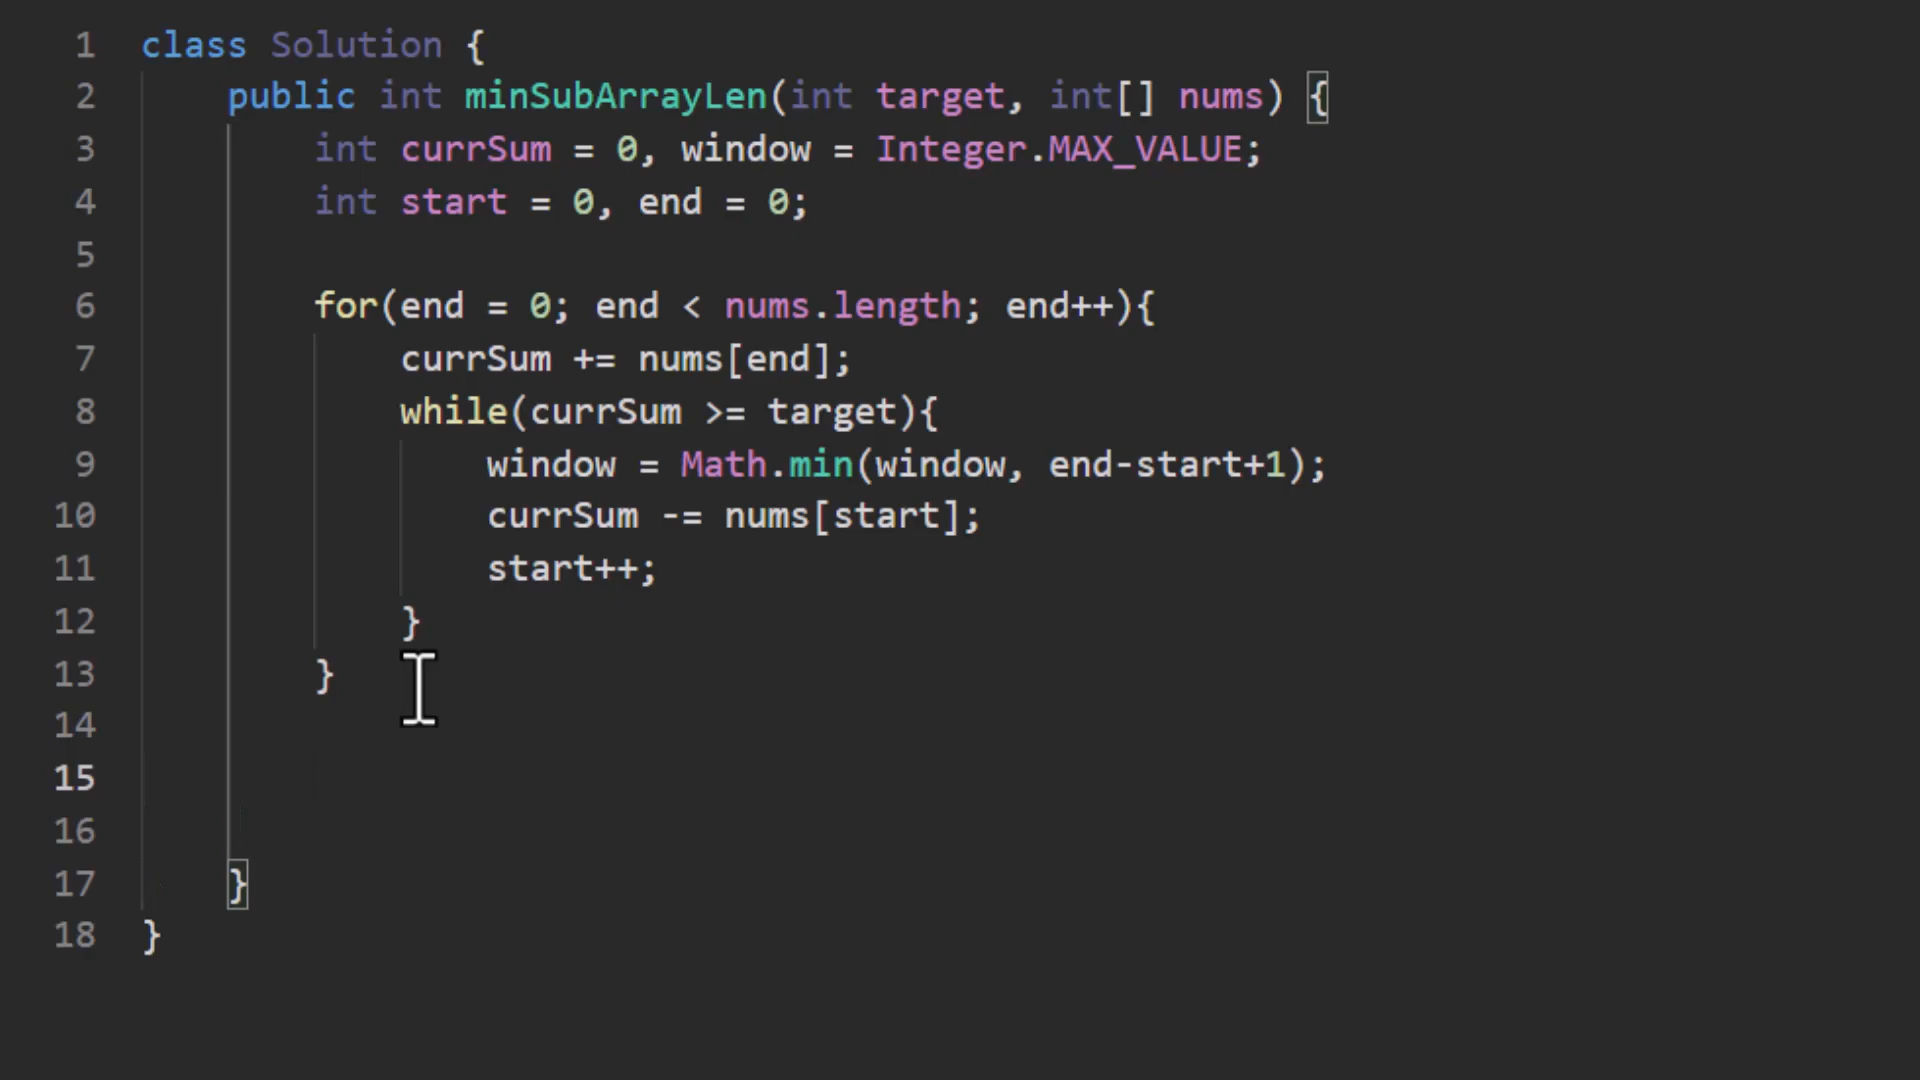 1 class Solution {
2 public int minSubArrayLen(int target, int[] nums) {
3 int currSum = 0, window = Integer.MAX_VALUE;
4 int start = 0, end = 0;
5
6 for(end = 0; end < nums.length; end++){
7 currSum += nums[end];
8 while(currSum >= target){
9 window = Math.min(window, end-start+1);
10 currSum -= nums[start];
11 start++;
12 }
13 }
14
15
16
17 }
18 }